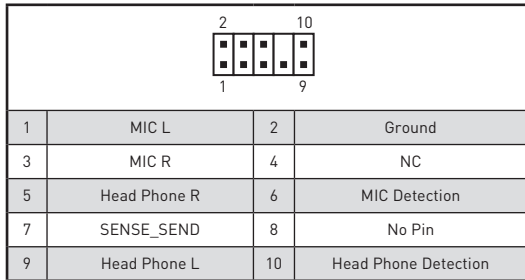 2 10
1 9
1 MIC L 2 Ground
3 MIC R 4 NC
5 Head Phone R 6 MIC Detection
7 SENSE_SEND 8 No Pin
9 Head Phone L 10 Head Phone Detection